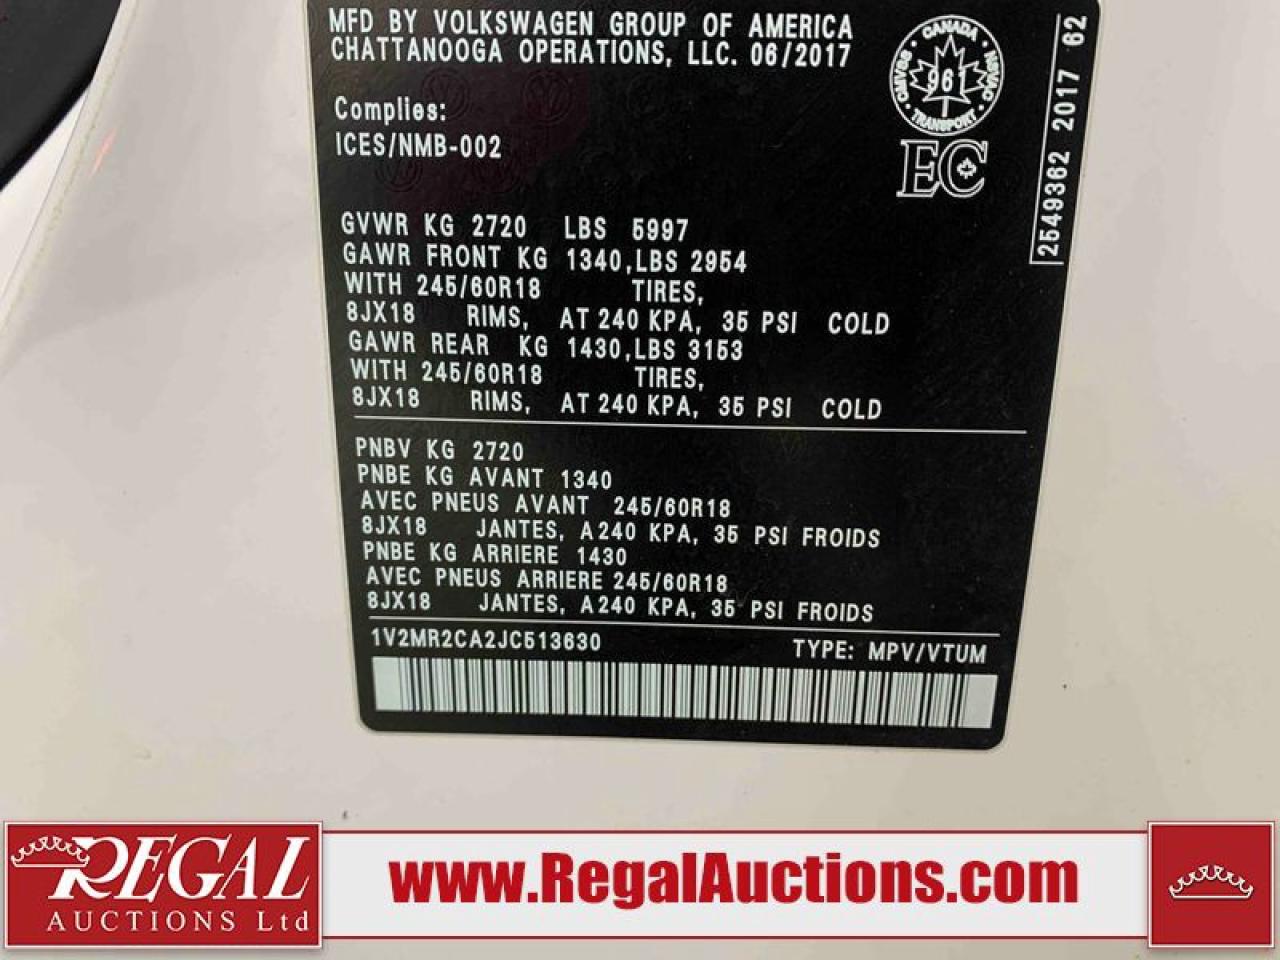 MFD BY VOLKSWAGEN GROUP OF AMERICA
CHATTANOOGA OPERATIONS, LLC. 06/2017
Complies:
ICES/NMB-002
CANADA
CMVSS
NSVAC
961
TRANSPORT
EC
2549362 2017 62
GVWR KG 2720 LBS 5997
GAWR FRONT KG 1340,LBS 2954
WITH 245/60R18 TIRES,
8JX18 RIMS, AT 240 KPA, 35 PSI COLD
GAWR REAR KG 1430,LBS 3153
WITH 245/60R18 TIRES,
8JX18 RIMS, AT 240 KPA, 35 PSI COLD
PNBV KG 2720
PNBE KG AVANT 1340
AVEC PNEUS AVANT 245/60R18
8JX18 JANTES, A 240 KPA, 35 PSI FROIDS
PNBE KG ARRIERE 1430
AVEC PNEUS ARRIERE 245/60R18
8JX18 JANTES, A 240 KPA, 35 PSI FROIDS
1V2MR2CA2JC513630
TYPE: MPV/VTUM
REGAL
AUCTIONS Ltd
www.RegalAuctions.com